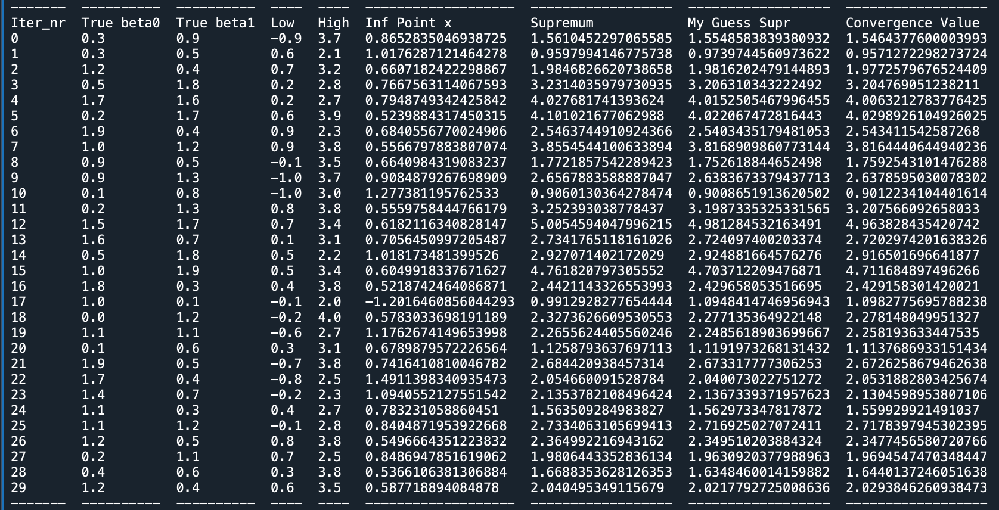 Iter_nr True beta0 True beta1 Low High Inf Point x Supremum My Guess Supr Convergence Value
0 0.3 0.9 -0.9 3.7 0.8652835046938725 1.5610452297065585 1.5548583839380932 1.5464377600003993
1 0.3 0.5 0.6 2.1 1.0176287121464278 0.9597994146775738 0.9739744560973622 0.9571272298273724
2 1.2 0.4 0.7 3.2 0.6607182422298867 1.9846826620738658 1.9816202479144893 1.9772579676524409
3 0.5 1.8 0.2 2.8 0.7667563114067593 3.2314035979730935 3.206310343222492 3.204769051238211
4 1.7 1.6 0.2 2.7 0.7948749342425842 4.027681741393624 4.0152505467996455 4.0063212783776425
5 0.2 1.7 0.6 3.9 0.5239884317450315 4.101021677062988 4.022067472816443 4.0298926104926025
6 1.9 0.4 0.9 2.3 0.6840556770024906 2.5463744910924366 2.5403435179481053 2.543411542587268
7 1.0 1.2 0.9 3.8 0.5566797883807074 3.8554544100633894 3.8168909860773144 3.8164440644940236
8 0.9 0.5 -0.1 3.5 0.6640984319083237 1.7721857542289423 1.752618844652498 1.7592543101476288
9 0.9 1.3 -1.0 3.7 0.9084879267698909 2.6567883588887047 2.6383673379437713 2.6378595030078302
10 0.1 0.8 -1.0 3.0 1.277381195762533 0.9060130364278474 0.9008651913620502 0.9012234104401614
11 0.2 1.3 0.8 3.8 0.5559758444766179 3.252393038778437 3.1987335325331565 3.207566092658033
12 1.5 1.7 0.7 3.4 0.6182116340828147 5.0054594047996215 4.981284532163491 4.963828435420742
13 1.6 0.7 0.1 3.1 0.7056450997205487 2.7341765118161026 2.724097400203374 2.7202974201638326
14 0.5 1.8 0.5 2.2 1.018173481399526 2.927071402172029 2.924881664576276 2.916501696641877
15 1.0 1.9 0.5 3.4 0.6049918337671627 4.761820797305552 4.703712209476871 4.711684897496266
16 1.8 0.3 0.4 3.8 0.5218742464086871 2.4421143326553993 2.429658053516695 2.429158301420021
17 1.0 0.1 -0.1 2.0 -1.2016460856044293 0.9912928277654444 1.0948414746956943 1.0982775695788238
18 0.0 1.2 -0.2 4.0 0.5783033698191189 2.3273626609530553 2.277135364922148 2.278148049951327
19 1.1 1.1 -0.6 2.7 1.1762674149653998 2.2655624405560246 2.2485618903699667 2.258193633447535
20 0.1 0.6 0.3 3.1 0.6789879572226564 1.1258793637697113 1.1191973268131432 1.1137686933151434
21 1.9 0.5 -0.7 3.8 0.7416410810046782 2.684420938457314 2.673317777306253 2.6726258679462638
22 1.7 0.4 -0.8 2.5 1.4911398340935473 2.054660091528784 2.040073022751272 2.0531882803425674
23 1.4 0.7 -0.2 2.3 1.0940552127551542 2.1353782108496424 2.1367339371957623 2.1304598953807106
24 1.1 0.3 0.4 2.7 0.783231058860451 1.563509284983827 1.562973347817872 1.559929921491037
25 1.1 1.2 -0.1 2.8 0.8404871953922668 2.7334063105699413 2.716925027072411 2.7178397945302395
26 1.2 0.5 0.8 3.8 0.5496664351223832 2.364992216943162 2.349510203884324 2.3477456580720766
27 0.2 1.1 0.7 2.5 0.8486947851619062 1.9806443352836134 1.9630920377988963 1.9694547470348447
28 0.4 0.6 0.3 3.8 0.5366106381306884 1.6688353628126353 1.6348460014159882 1.6440137246051638
29 1.2 0.4 0.6 3.5 0.587718894084878 2.040495349115679 2.0217792725008636 2.0293846260938473